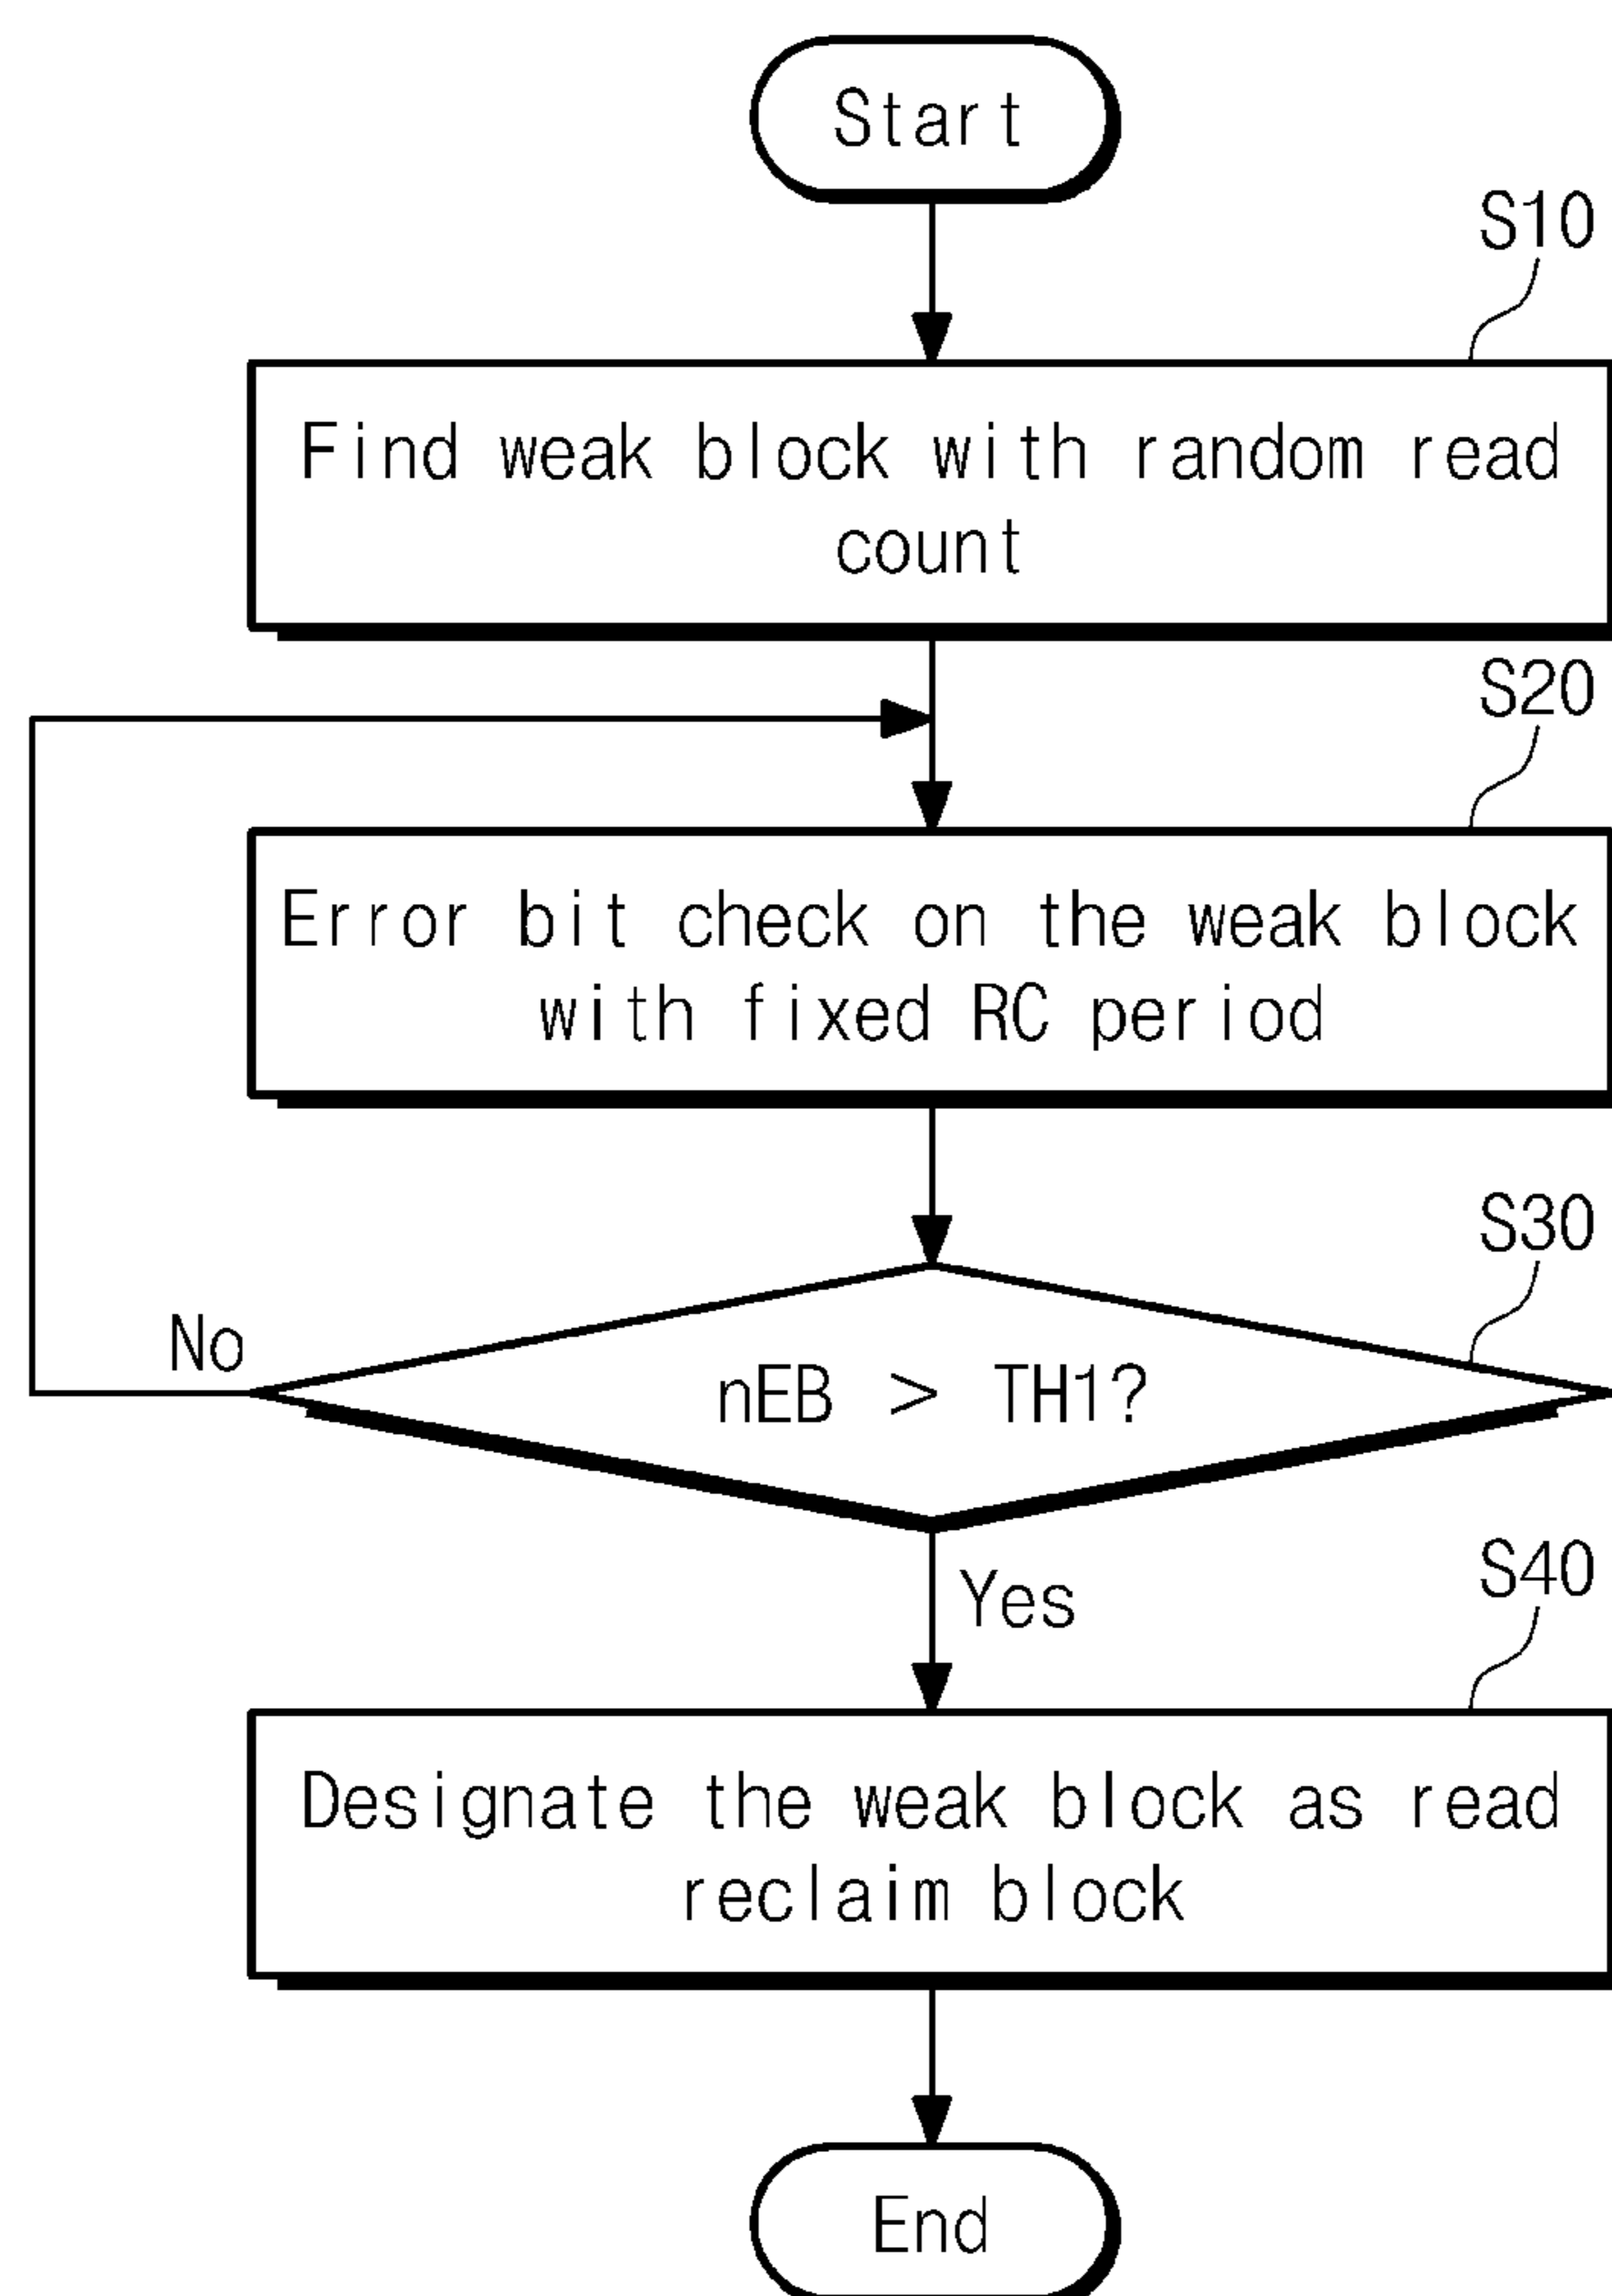 Start
S10
Find weak block with random read
count
S20
Error bit check on the weak block
with fixed RC period
S30
No
nEB > TH1?
Yes
S40
Designate the weak block as read
reclaim block
End